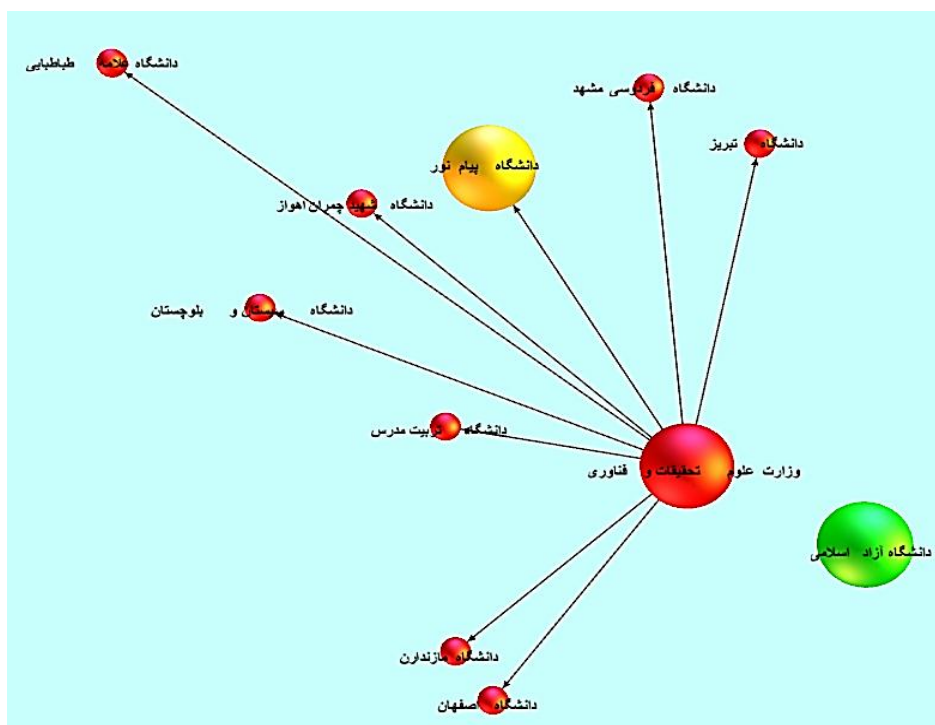 دانشگاه علامه طباطبایی
دانشگاه فردوسی مشهد
دانشگاه تبریز
دانشگاه پیام نور
دانشگاه شهید چمران اهواز
دانشگاه سیستان و بلوچستان
دانشگاه تربیت مدرس
وزارت علوم تحقیقات و فناوری
دانشگاه آزاد اسلامی
دانشگاه مازندارن
دانشگاه اصفهان